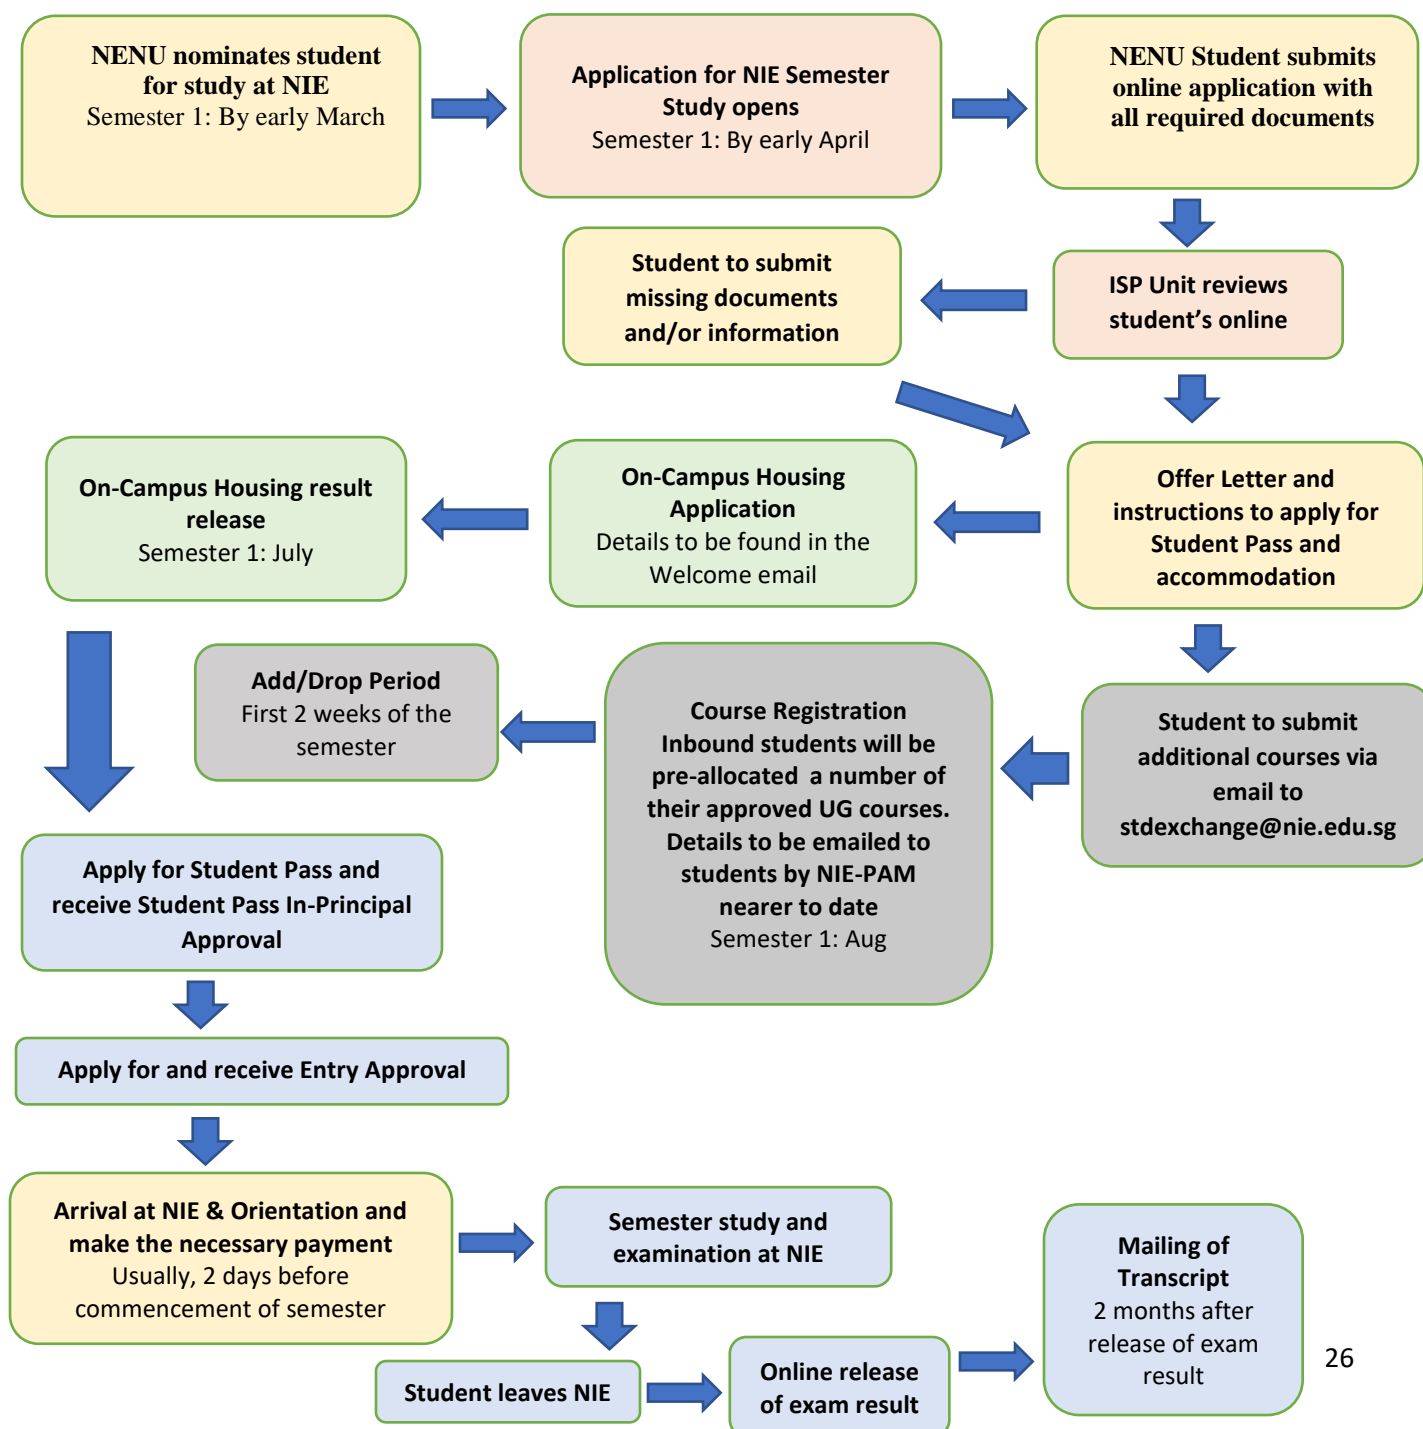 NENU nominates student
for study at NIE
Semester 1: By early March
Application for NIE Semester
Study opens
Semester 1: By early April
NENU Student submits
online application with
all required documents
Student to submit
missing documents
and/or information
ISP Unit reviews
student’s online
On-Campus Housing result
release
Semester 1: July
On-Campus Housing
Application
Details to be found in the
Welcome email
Offer Letter and
instructions to apply for
Student Pass and
accommodation
Add/Drop Period
First 2 weeks of the
semester
Course Registration
Inbound students will be
pre-allocated a number of
their approved UG courses.
Details to be emailed to
students by NIE-PAM
nearer to date
Semester 1: Aug
Student to submit
additional courses via
email to
stdexchange@nie.edu.sg
Apply for Student Pass and
receive Student Pass In-Principal
Approval
Apply for and receive Entry Approval
Arrival at NIE & Orientation and
make the necessary payment
Usually, 2 days before
commencement of semester
Semester study and
examination at NIE
Mailing of
Transcript
2 months after
release of exam
result
Student leaves NIE
Online release
of exam result
26